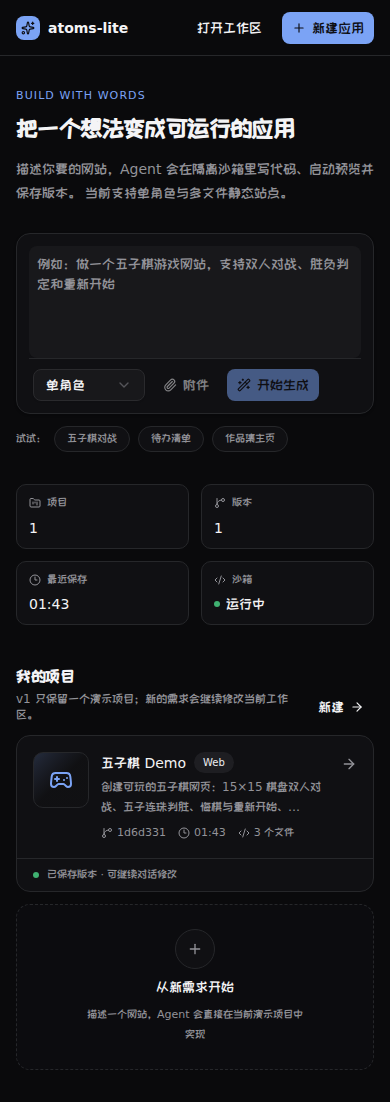 atoms-lite
打开工作区
新建应用
BUILD WITH WORDS
把一个想法变成可运行的应用
描述你要的网站，Agent 会在隔离沙箱里写代码、启动预览并
保存版本。 当前支持单角色与多文件静态站点。
例如：做一个五子棋游戏网站，支持双人对战、胜负判
定和重新开始
单角色
附件
开始生成
试试：
五子棋对战
待办清单
作品集主页
项目
1
版本
1
最近保存
01:43
沙箱
运行中
我的项目
v1 只保留一个演示项目；新的需求会继续修改当前工作
区。
新建
五子棋 Demo
Web
创建可玩的五子棋网页：15×15 棋盘双人对
战、五子连珠判胜、悔棋与重新开始、...
1d6d331
01:43
3 个文件
已保存版本 · 可继续对话修改
从新需求开始
描述一个网站，Agent 会直接在当前演示项目中
实现